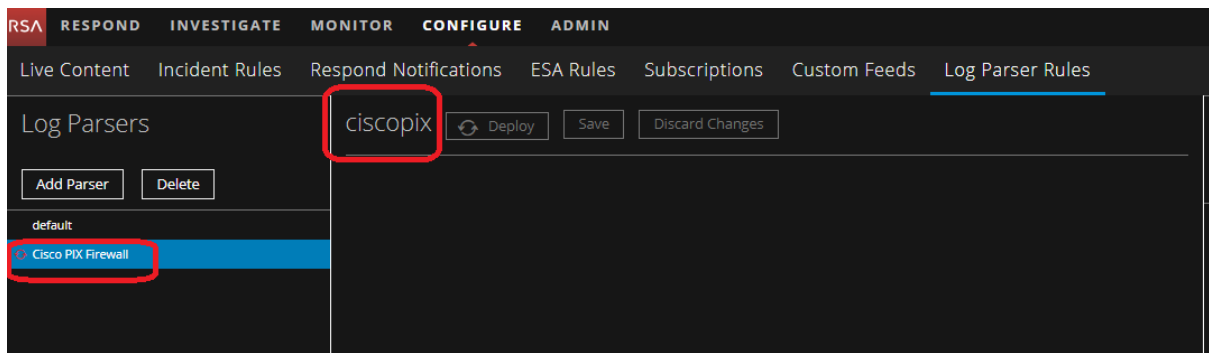 RSA RESPOND INVESTIGATE MONITOR CONFIGURE ADMIN
Live Content Incident Rules Respond Notifications ESA Rules Subscriptions Custom Feeds Log Parser Rules
Log Parsers
ciscopix Deploy Save Discard Changes
Add Parser Delete
default
Cisco PIX Firewall